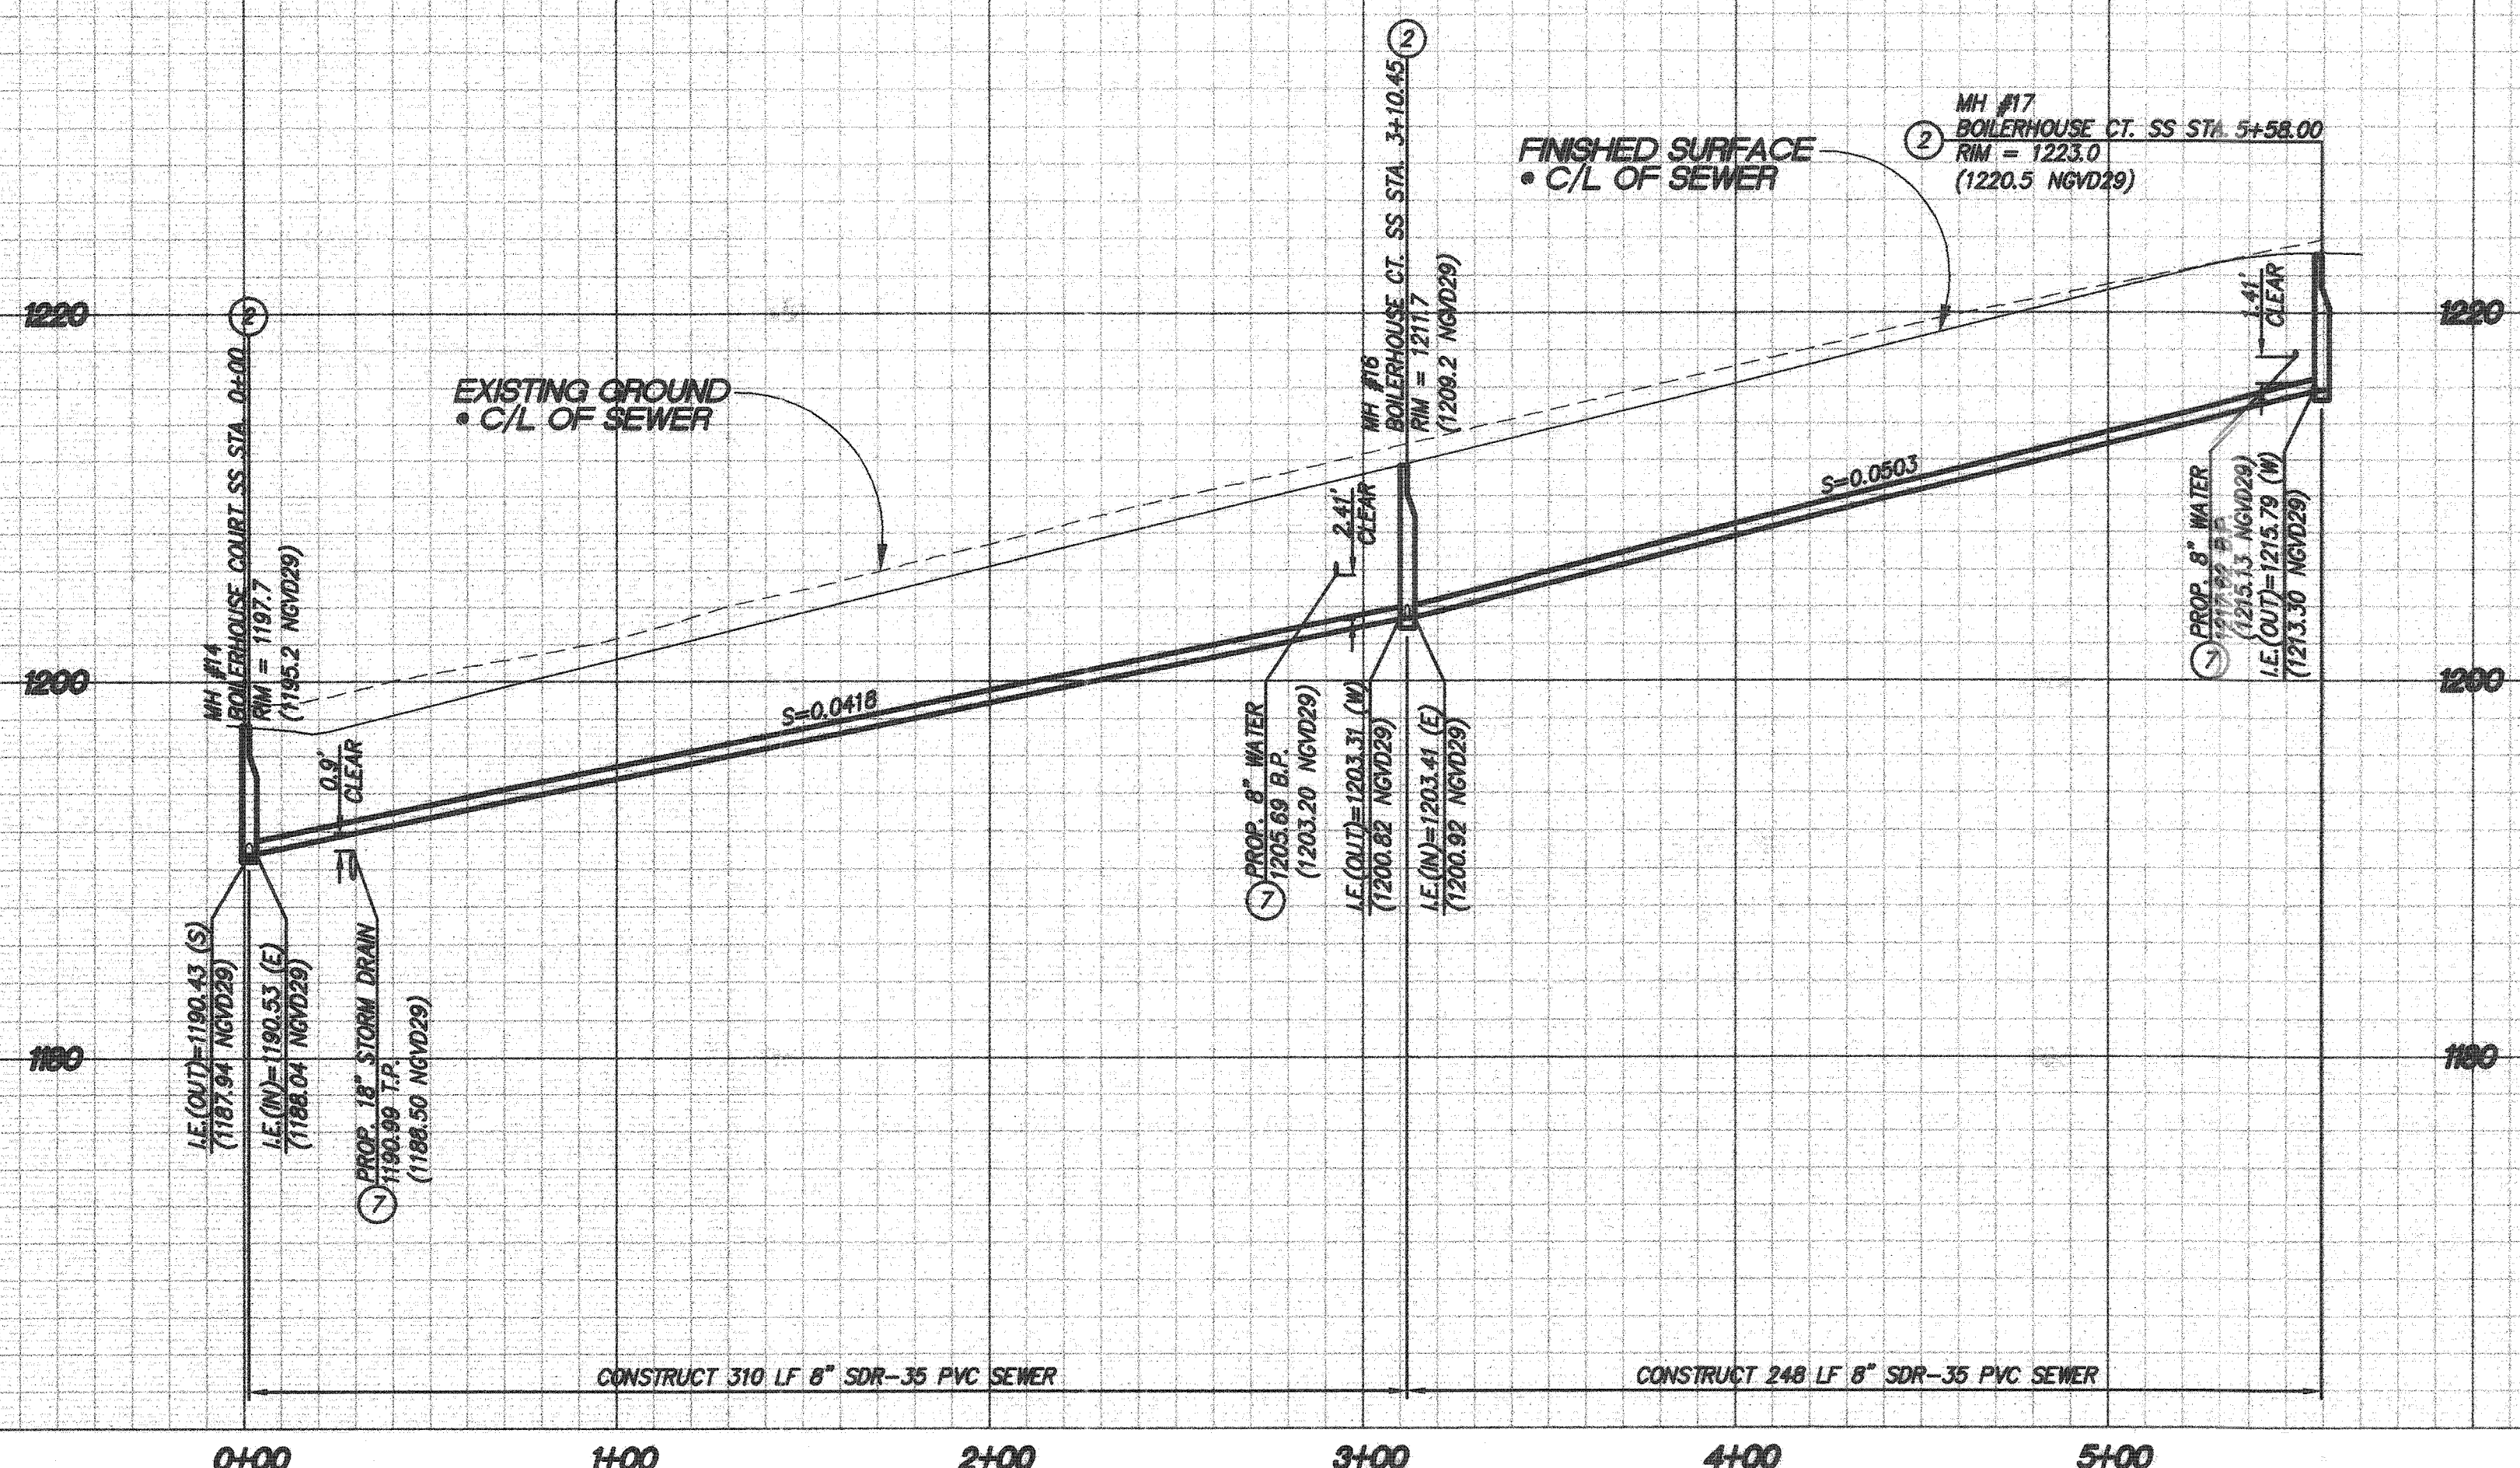 2
MH #17
2
BOILERHOUSE CT. SS STA. 5+58.00
RIM = 1223.0
(1220.5 NGVD29)
FINISHED SURFACE
• C/L OF SEWER
MH #16
BOILERHOUSE CT. SS STA. 3+10.45
RIM = 1211.7
(1209.2 NGVD29)
1220
1220
2
EXISTING GROUND
• C/L OF SEWER
MH #14
BOILERHOUSE COURT SS STA. 0+00
RIM = 1197.7
(1195.2 NGVD29)
1.41'
CLEAR
2.41'
CLEAR
S=0.0503
S=0.0418
1200
1200
0.9'
CLEAR
7
PROP. 8" WATER
1205.69 B.P.
(1203.20 NGVD29)
I.E.(OUT)=1203.31 (W)
(1200.82 NGVD29)
I.E.(IN)=1203.41 (E)
(1200.92 NGVD29)
7
PROP. 8" WATER
B.P.
(1215.13 NGVD29)
I.E.(OUT)=1215.79 (W)
(1213.30 NGVD29)
I.E.(OUT)=1190.43 (S)
(1187.94 NGVD29)
I.E.(IN)=1190.53 (E)
(1188.04 NGVD29)
7
PROP. 18" STORM DRAIN
1190.99 T.P.
(1188.50 NGVD29)
1180
1180
CONSTRUCT 310 LF 8" SDR-35 PVC SEWER
CONSTRUCT 248 LF 8" SDR-35 PVC SEWER
0+00
1+00
2+00
3+00
4+00
5+00